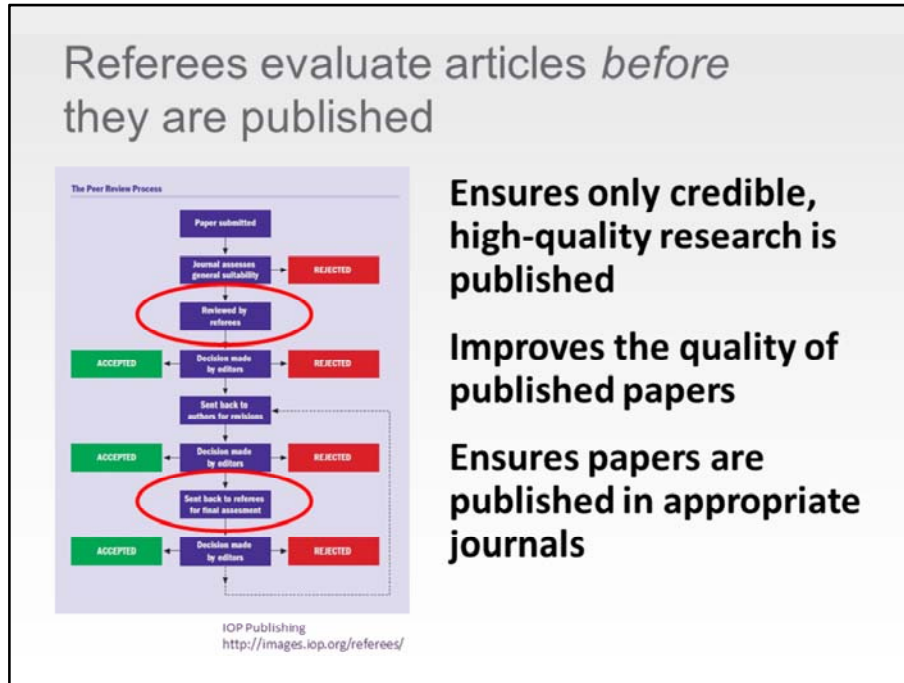 Referees evaluate articles before
they are published
The Peer Review Process
Paper submitted
Journal assesses
general suitability
REJECTED
Reviewed by
referees
ACCEPTED
Decision made
by editors
REJECTED
Sent back to
authors for revisions
ACCEPTED
Decision made
by editors
REJECTED
Sent back to referees
for final assesment
ACCEPTED
Decision made
by editors
REJECTED
IOP Publishing
http://images.iop.org/referees/
Ensures only credible,
high-quality research is
published
Improves the quality of
published papers
Ensures papers are
published in appropriate
journals